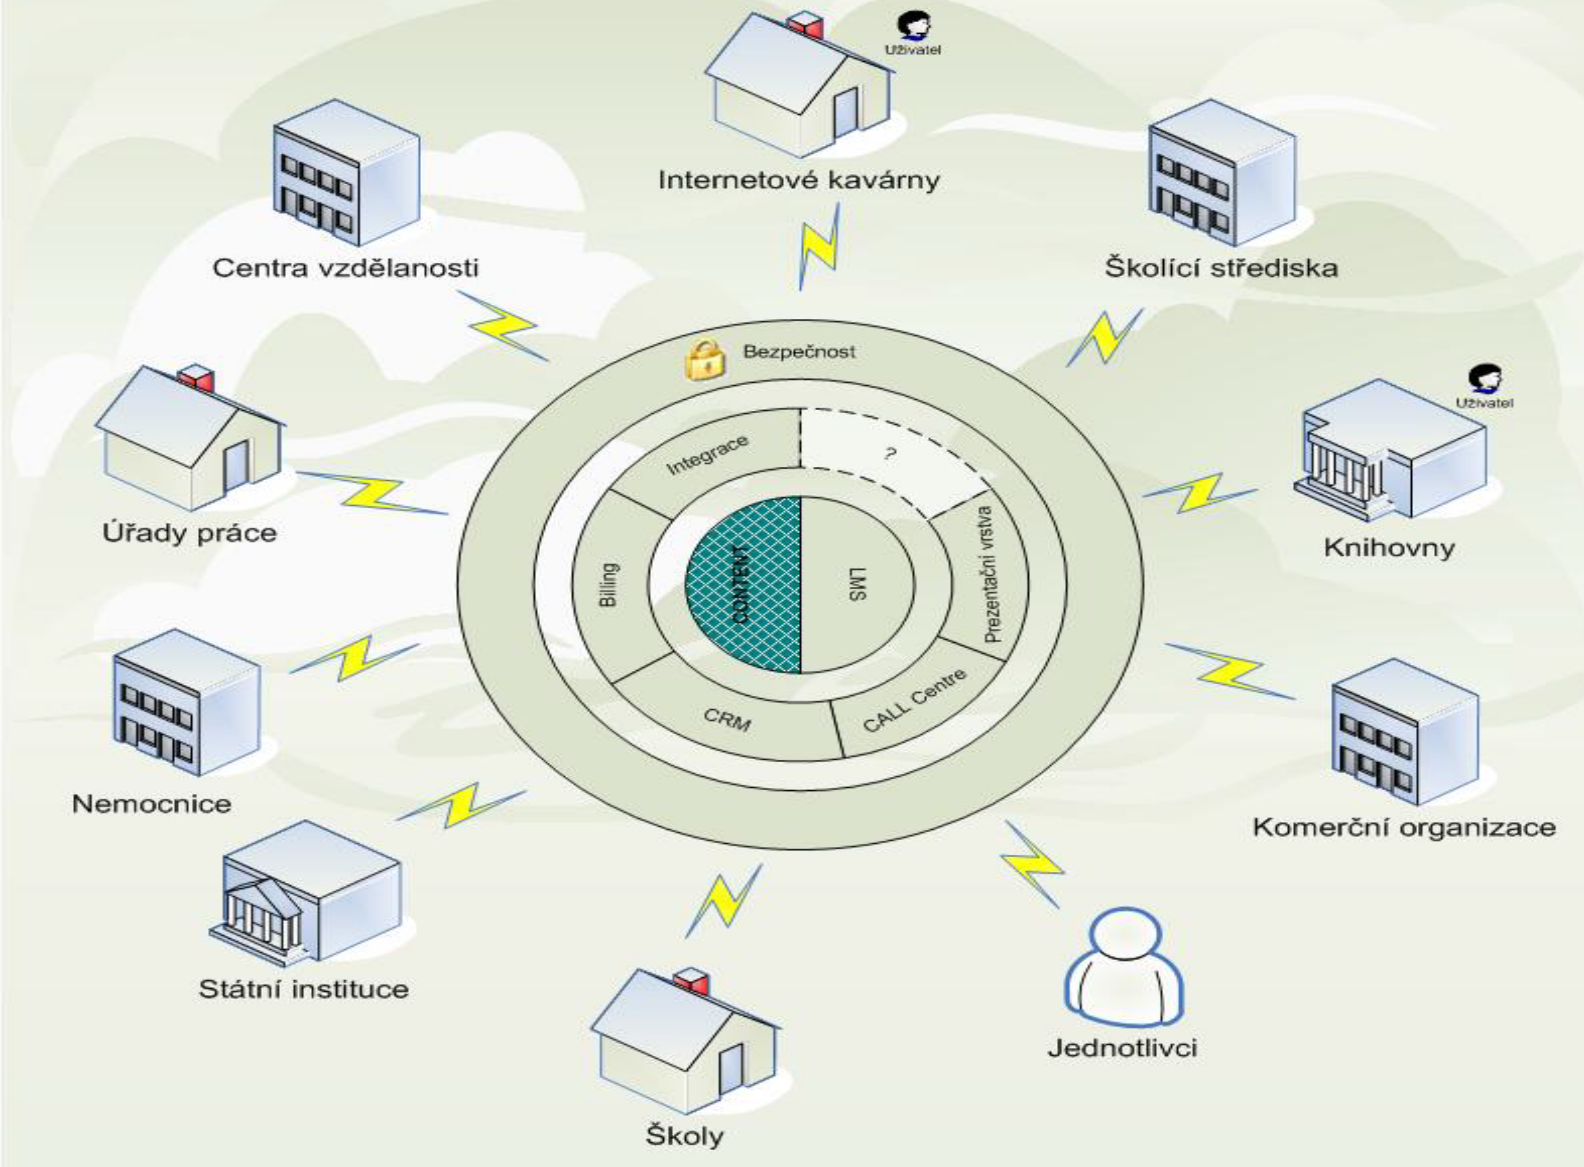 Uživatel
Internetové kavárny
Centra vzdělanosti
Školící střediska
Bezpečnost
Uživatel
Integrace
?
Knihovny
Úřady práce
Prezentační vrstva
CONTENT
LMS
Billing
CALL Centre
CRM
Nemocnice
Komerční organizace
Státní instituce
Jednotlivci
Školy